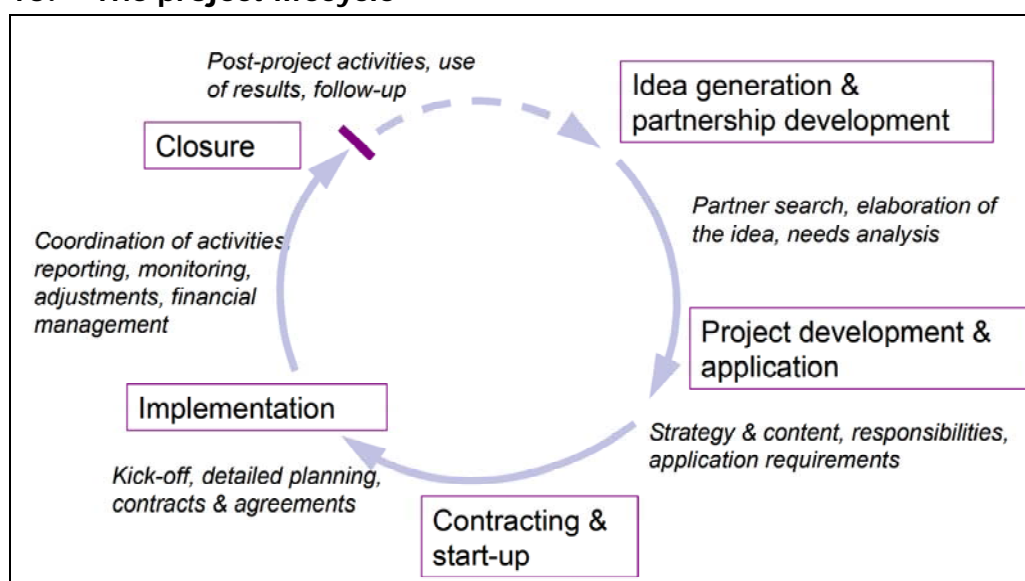 Post-project activities, use
of results, follow-up
Idea generation &
partnership development
Closure
Partner search, elaboration of
the idea, needs analysis
Coordination of activities,
reporting, monitoring,
adjustments, financial
management
Project development &
application
Implementation
Strategy & content, responsibilities,
application requirements
Kick-off, detailed planning,
contracts & agreements
Contracting &
start-up